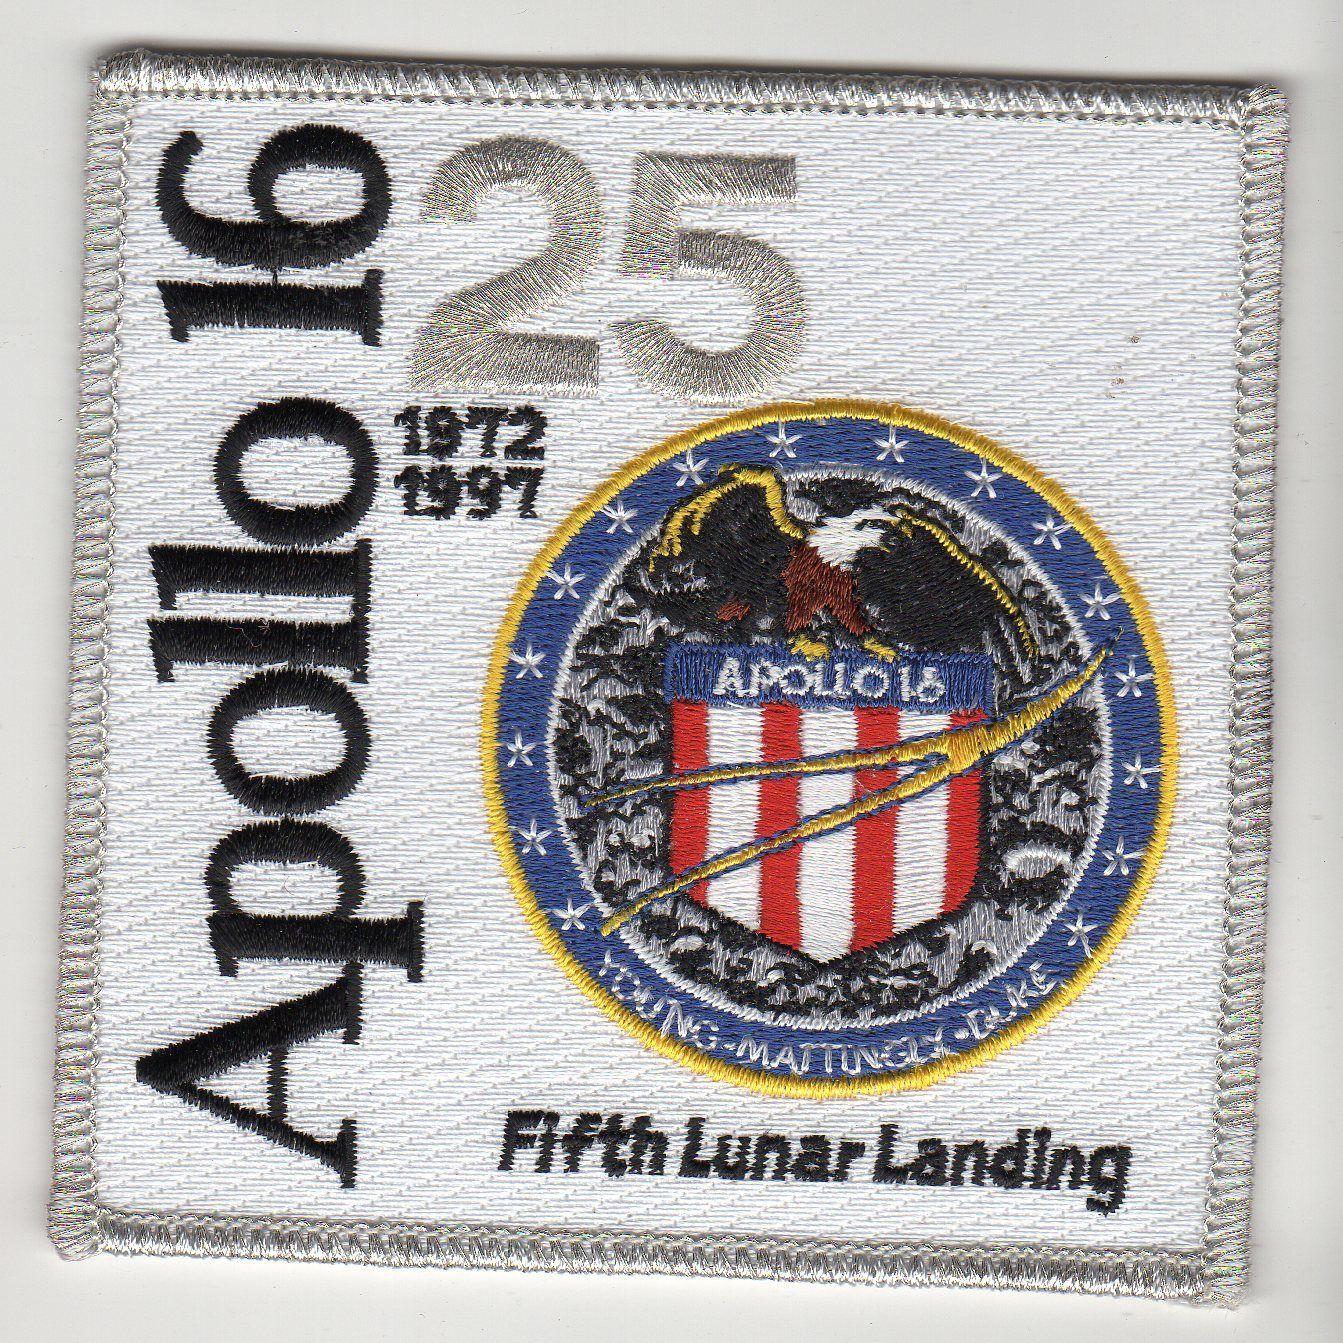 Apollo 16
25
1972
1997
APOLLO 16
YOUNG-MATTINGLY-DUKE
Fifth Lunar Landing